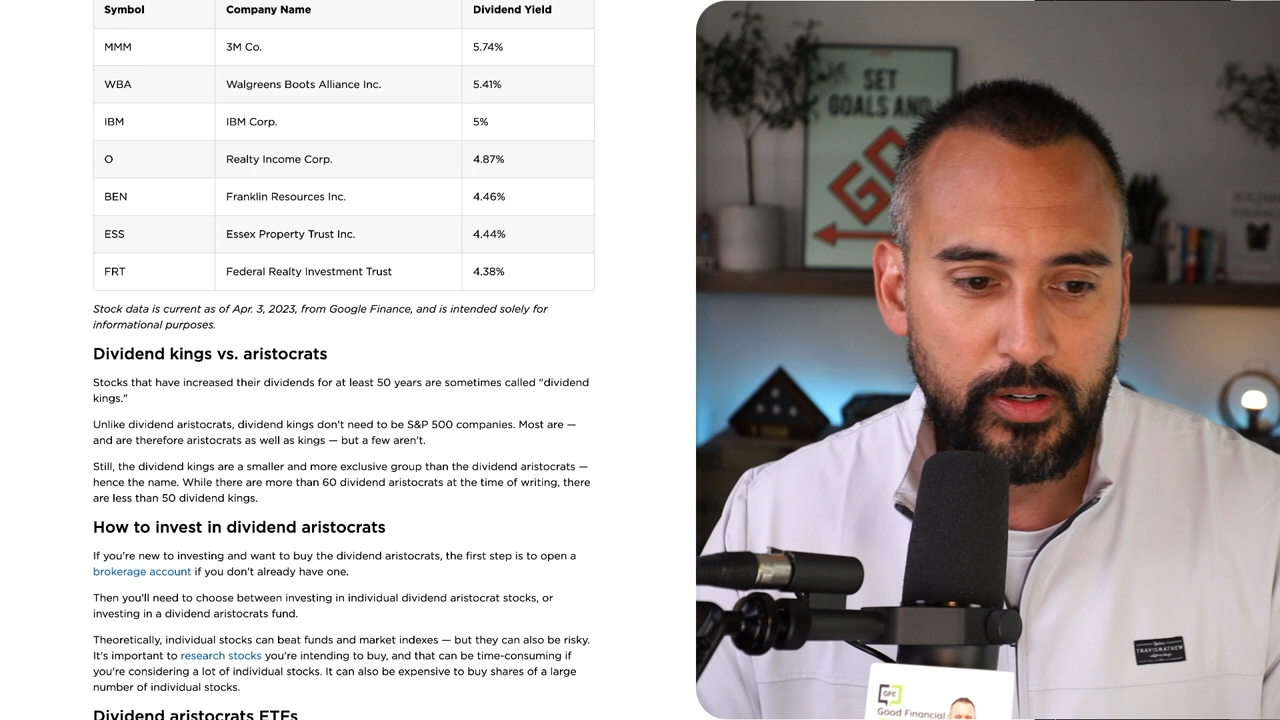 Symbol Company Name Dividend Yield
MMM 3M Co. 5.74%
WBA Walgreens Boots Alliance Inc. 5.41%
IBM IBM Corp. 5%
O Realty Income Corp. 4.87%
BEN Franklin Resources Inc. 4.46%
ESS Essex Property Trust Inc. 4.44%
FRT Federal Realty Investment Trust 4.38%
Stock data is current as of Apr. 3, 2023, from Google Finance, and is intended solely for
informational purposes.
Dividend kings vs. aristocrats
Stocks that have increased their dividends for at least 50 years are sometimes called "dividend
kings."
Unlike dividend aristocrats, dividend kings don't need to be S&P 500 companies. Most are —
and are therefore aristocrats as well as kings — but a few aren't.
Still, the dividend kings are a smaller and more exclusive group than the dividend aristocrats —
hence the name. While there are more than 60 dividend aristocrats at the time of writing, there
are less than 50 dividend kings.
How to invest in dividend aristocrats
If you're new to investing and want to buy the dividend aristocrats, the first step is to open a
brokerage account if you don't already have one.
Then you'll need to choose between investing in individual dividend aristocrat stocks, or
investing in a dividend aristocrats fund.
Theoretically, individual stocks can beat funds and market indexes — but they can also be risky.
It's important to research stocks you're intending to buy, and that can be time-consuming if
you're considering a lot of individual stocks. It can also be expensive to buy shares of a large
number of individual stocks.
Dividend aristocrats ETFs
SET
GOALS AND
TRAVISMATHEW
GFC
Good Financial